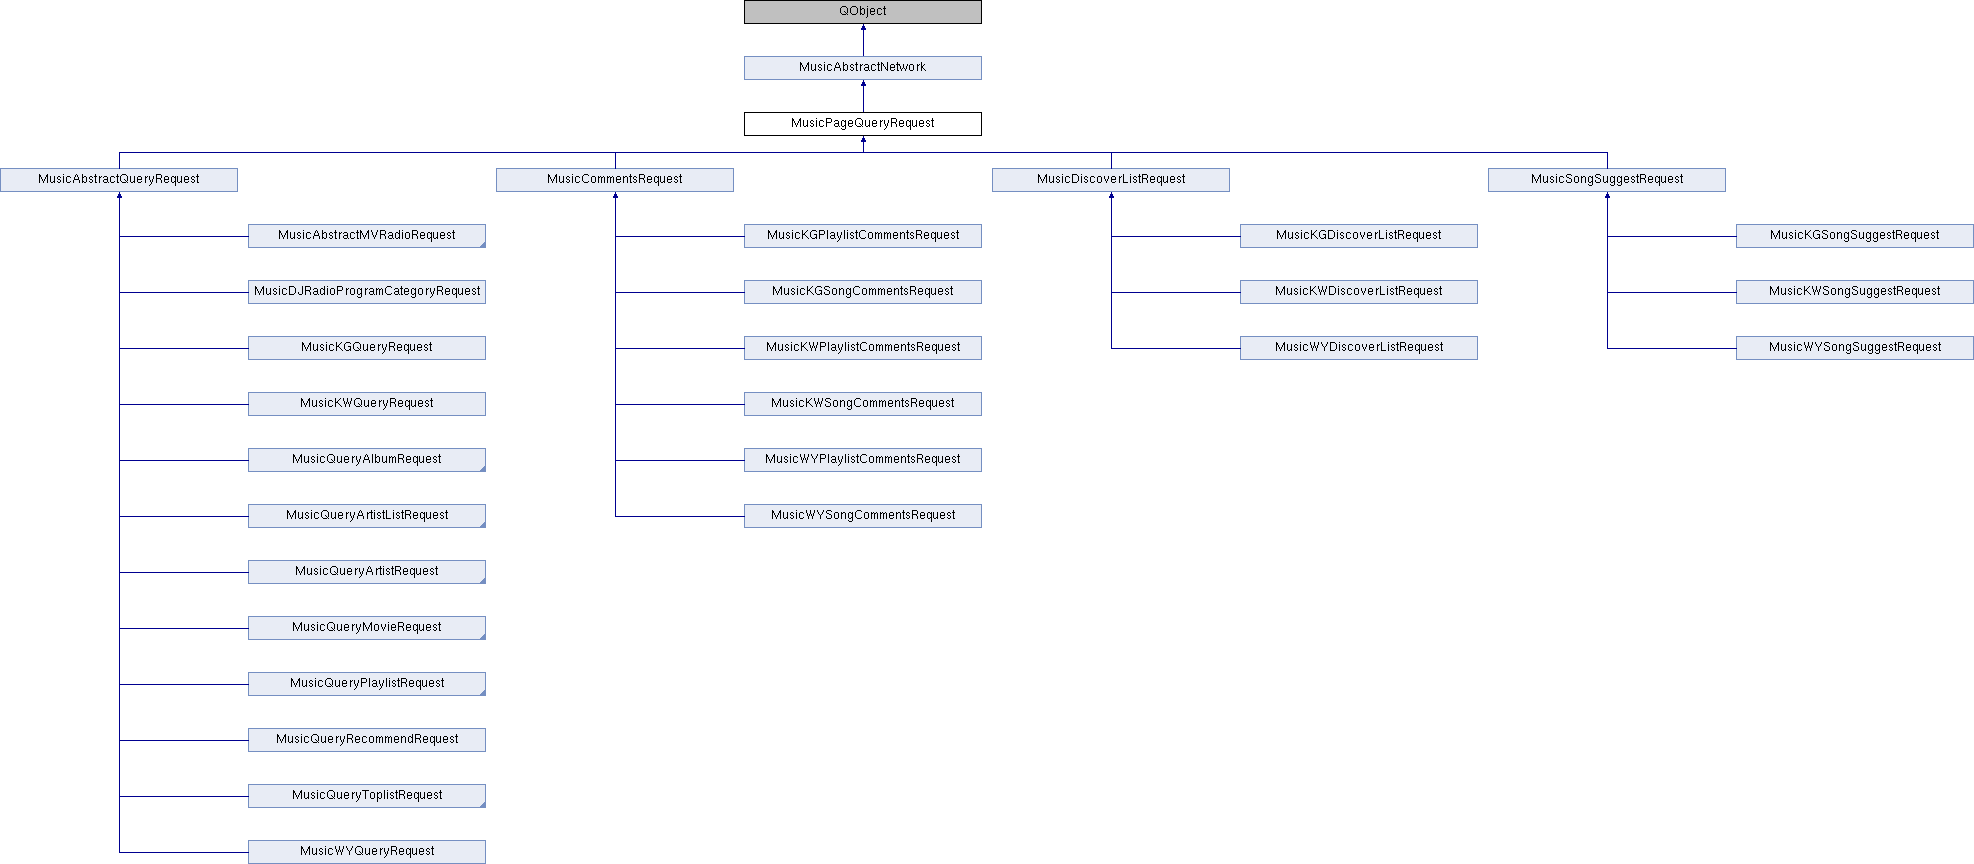 QObject
MusicAbstractNetwork
MusicPageQueryRequest
MusicAbstractQueryRequest
MusicCommentsRequest
MusicDiscoverListRequest
MusicSongSuggestRequest
MusicAbstractMVRadioRequest
MusicKGPlaylistCommentsRequest
MusicKGDiscoverListRequest
MusicKGSongSuggestRequest
MusicDJRadioProgramCategoryRequest
MusicKGSongCommentsRequest
MusicKWDiscoverListRequest
MusicKWSongSuggestRequest
MusicKGQueryRequest
MusicKWPlaylistCommentsRequest
MusicWYDiscoverListRequest
MusicWYSongSuggestRequest
MusicKWQueryRequest
MusicKWSongCommentsRequest
MusicQueryAlbumRequest
MusicWYPlaylistCommentsRequest
MusicQueryArtistListRequest
MusicWYSongCommentsRequest
MusicQueryArtistRequest
MusicQueryMovieRequest
MusicQueryPlaylistRequest
MusicQueryRecommendRequest
MusicQueryToplistRequest
MusicWYQueryRequest